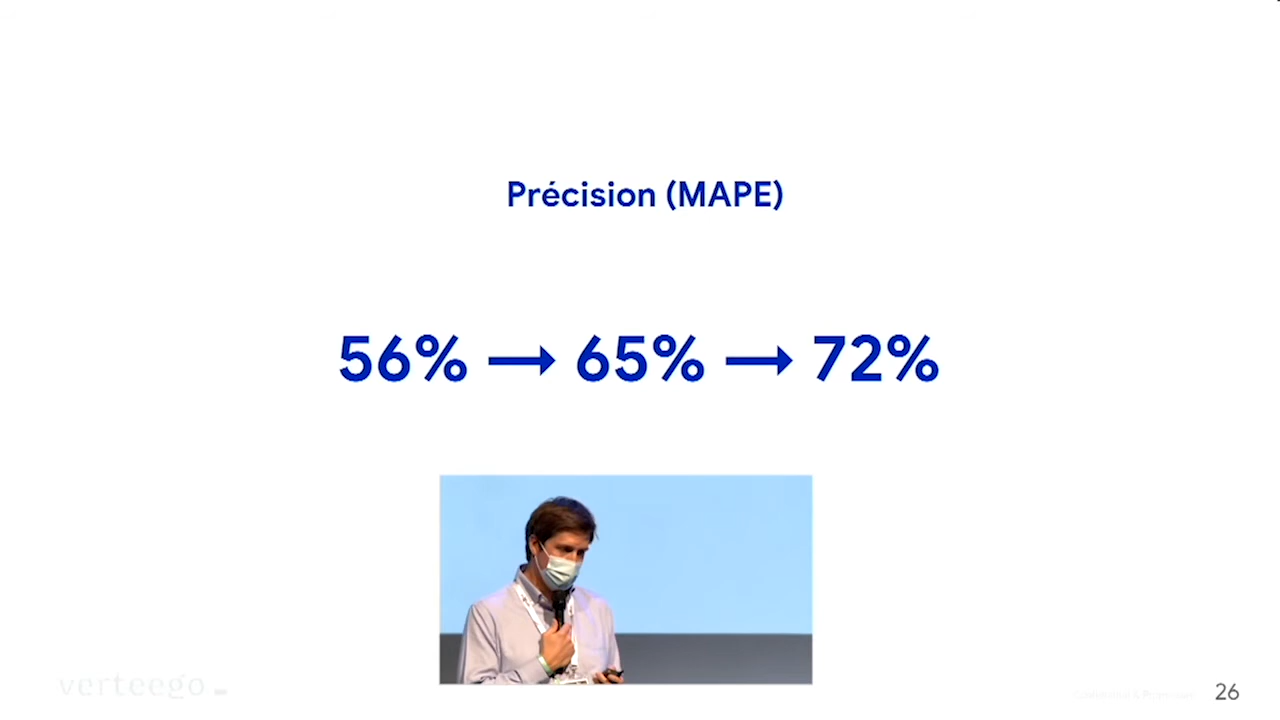 Précision (MAPE)
56% → 65% → 72%
verteego
26